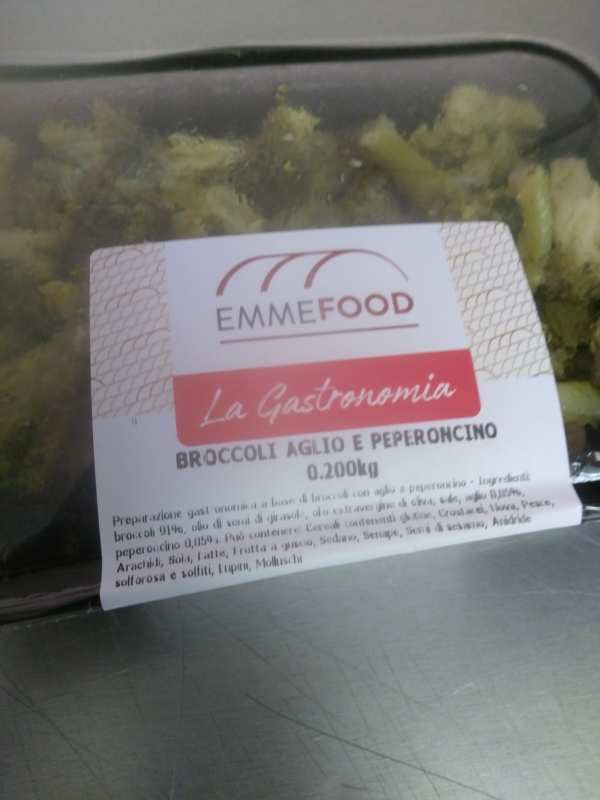 EMMEFOOD
La Gastronomia
BROCCOLI AGLIO E PEPERONCINO
0.200kg
Preparazione gastronomica a base di broccoli con aglio e peperoncino - Ingredienti:
broccoli 91%, olio di semi di girasole, olio extravergine di oliva, sale, aglio
peperoncino 0,05%. Può contenere: Cereali contenenti glutine, Crostacei, Uova, Pesce,
Arachidi, Soia, Latte, Frutta a guscio, Sedano, Senape, Semi di sesamo, Anidride
solforosa e solfiti, Lupini, Molluschi